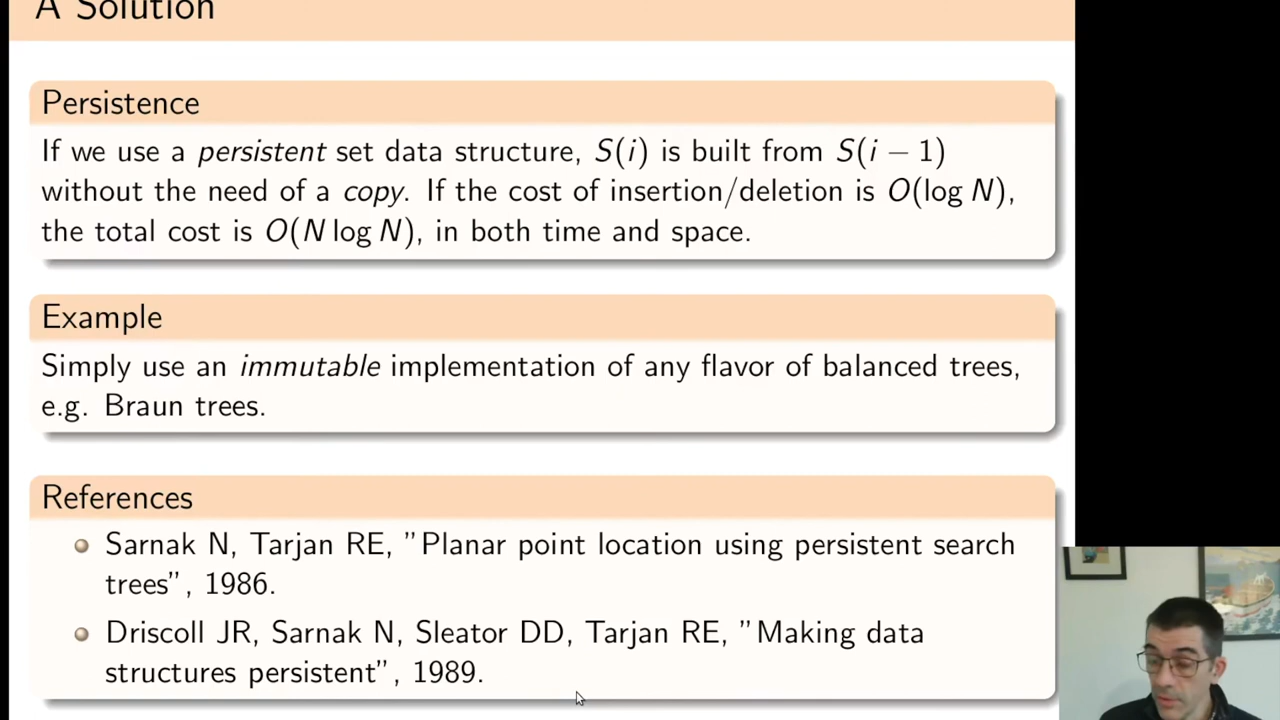 A Solution
Persistence
If we use a persistent set data structure, S(i) is built from S(i − 1)
without the need of a copy. If the cost of insertion/deletion is O(log N),
the total cost is O(N log N), in both time and space.
Example
Simply use an immutable implementation of any flavor of balanced trees,
e.g. Braun trees.
References
Sarnak N, Tarjan RE, "Planar point location using persistent search
trees", 1986.
Driscoll JR, Sarnak N, Sleator DD, Tarjan RE, "Making data
structures persistent", 1989.